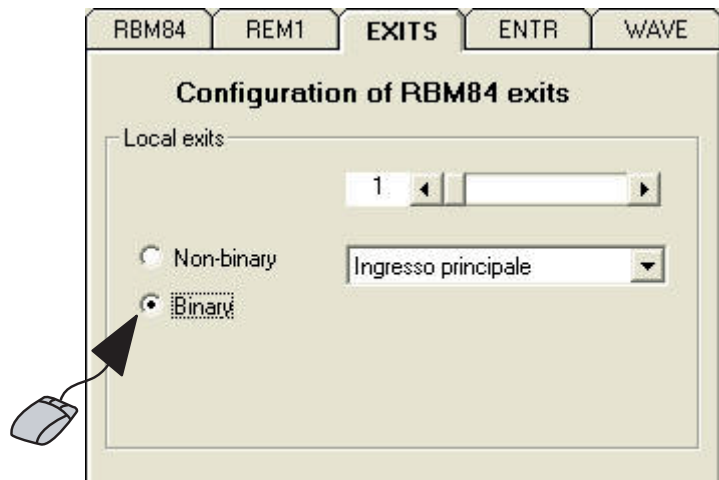 RBM84 REM1 EXITS ENTR WAVE
Configuration of RBM84 exits
Local exits
1
Non-binary Ingresso principale
Binary